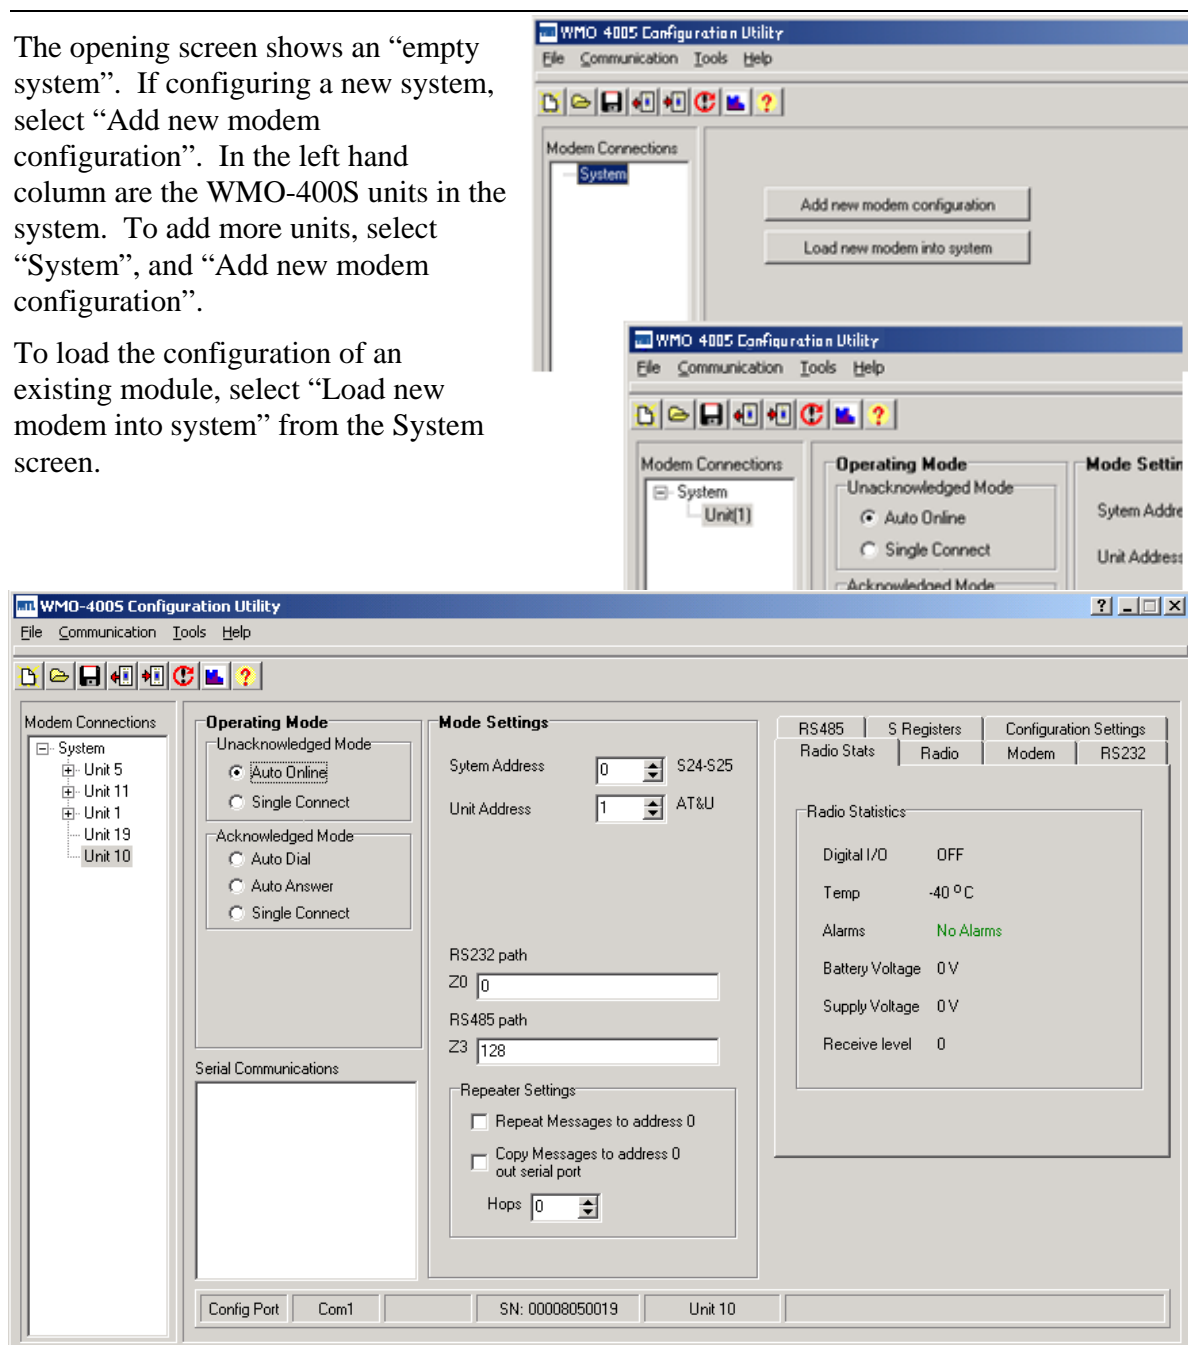 The opening screen shows an “empty
system”. If configuring a new system,
select “Add new modem
configuration”. In the left hand
column are the WMO-400S units in the
system. To add more units, select
“System”, and “Add new modem
configuration”.
To load the configuration of an
existing module, select “Load new
modem into system” from the System
screen.
WMO 400S Configuration Utility
File Communication Tools Help
Modem Connections
System
Add new modem configuration
Load new modem into system
WMO 400S Configuration Utility
File Communication Tools Help
Modem Connections
System
Unit(1)
Operating Mode
Unacknowledged Mode
Auto Online
Single Connect
Acknowledged Mode
Mode Settin
Sytem Addre
Unit Address
MTL WMO-400S Configuration Utility
File Communication Tools Help
Modem Connections
System
Unit 5
Unit 11
Unit 1
Unit 19
Unit 10
Operating Mode
Unacknowledged Mode
Auto Online
Single Connect
Acknowledged Mode
Auto Dial
Auto Answer
Single Connect
Serial Communications
Mode Settings
Sytem Address 0 S24-S25
Unit Address 1 AT&U
RS232 path
Z0 0
RS485 path
Z3 128
Repeater Settings
Repeat Messages to address 0
Copy Messages to address 0
out serial port
Hops 0
RS485 S Registers Configuration Settings
Radio Stats Radio Modem RS232
Radio Statistics
Digital I/O OFF
Temp -40 °C
Alarms No Alarms
Battery Voltage 0 V
Supply Voltage 0 V
Receive level 0
Config Port Com1 SN: 00008050019 Unit 10